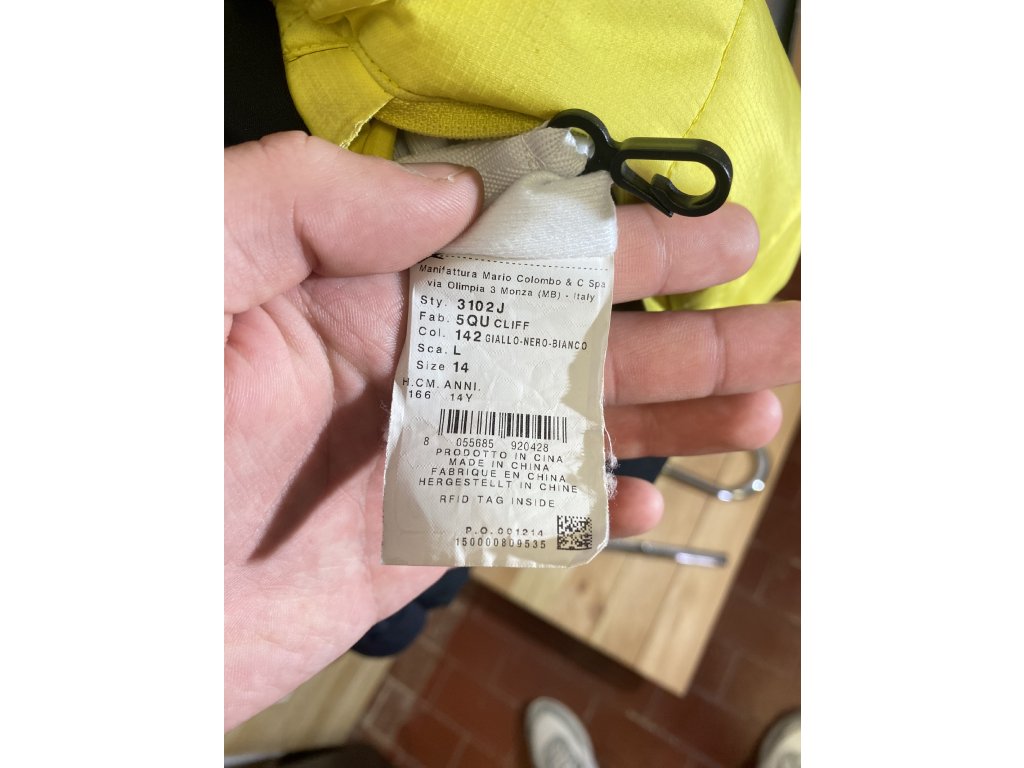 Manifattura Mario Colombo & C Spa
via Olimpia 3 Monza (MB) - Italy
Sty. 3102J
Fab. 5QU CLIFF
Col. 142 GIALLO-NERO-BIANCO
Sca. L
Size 14
H.CM. ANNI.
166 14Y
8 055685 920428
PRODOTTO IN CINA
MADE IN CHINA
FABRIQUE EN CHINA
HERGESTELLT IN CHINE
RFID TAG INSIDE
P.O. 001214
150000809535